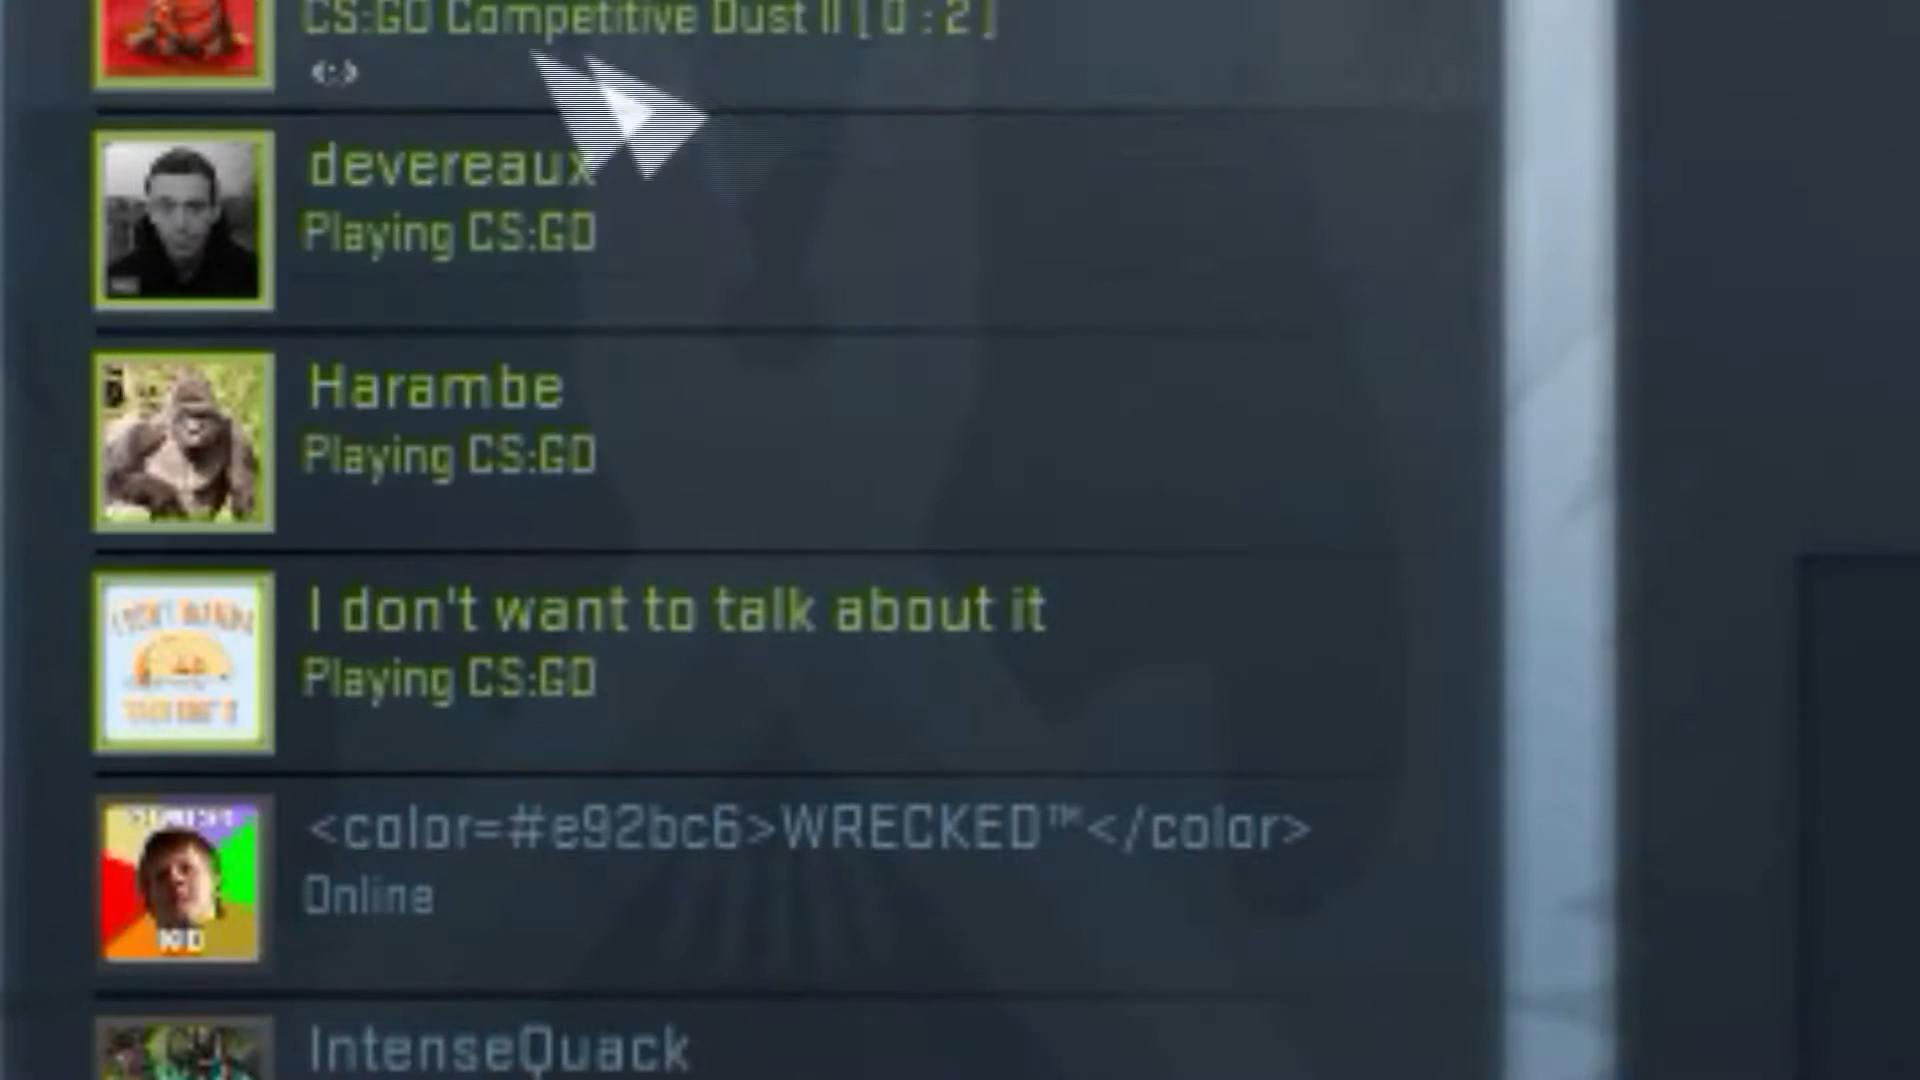 CS:GO Competitive Dust II [ 0 : 2 ]
devereaux
Playing CS:GO
Harambe
Playing CS:GO
I don't want to talk about it
Playing CS:GO
<color=#e92bc6>WRECKED™</color>
Online
IntenseQuack